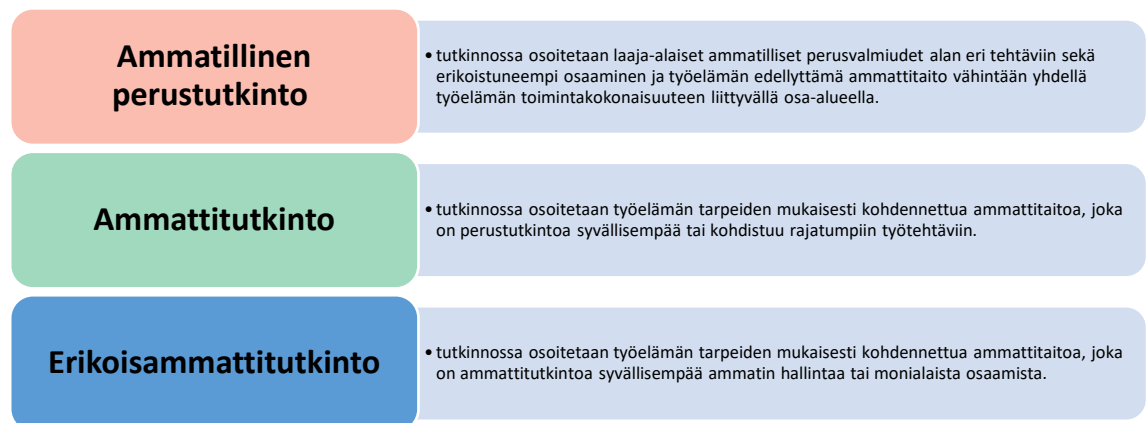 Ammatillinen
perustutkinto
• tutkinnossa osoitetaan laaja-alaiset ammatilliset perusvalmiudet alan eri tehtäviin sekä
erikoistuneempi osaaminen ja työelämän edellyttämä ammattitaito vähintään yhdellä
työelämän toimintakokonaisuuteen liittyvällä osa-alueella.
Ammattitutkinto
• tutkinnossa osoitetaan työelämän tarpeiden mukaisesti kohdennettua ammattitaitoa, joka
on perustutkintoa syvällisempää tai kohdistuu rajatumpiin työtehtäviin.
Erikoisammattitutkinto
• tutkinnossa osoitetaan työelämän tarpeiden mukaisesti kohdennettua ammattitaitoa, joka
on ammattitutkintoa syvällisempää ammatin hallintaa tai monialaista osaamista.